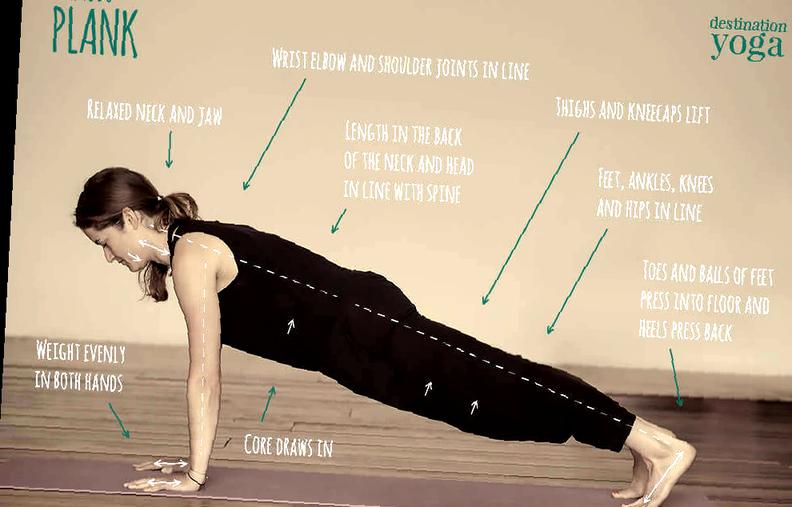 PLANK
destination
yoga
WRIST ELBOW AND SHOULDER JOINTS IN LINE
RELAXED NECK AND JAW
THIGHS AND KNEECAPS LIFT
LENGTH IN THE BACK
OF THE NECK AND HEAD
IN LINE WITH SPINE
FEET, ANKLES, KNEES
AND HIPS IN LINE
TOES AND BALLS OF FEET
PRESS INTO FLOOR AND
HEELS PRESS BACK
WEIGHT EVENLY
IN BOTH HANDS
CORE DRAWS IN